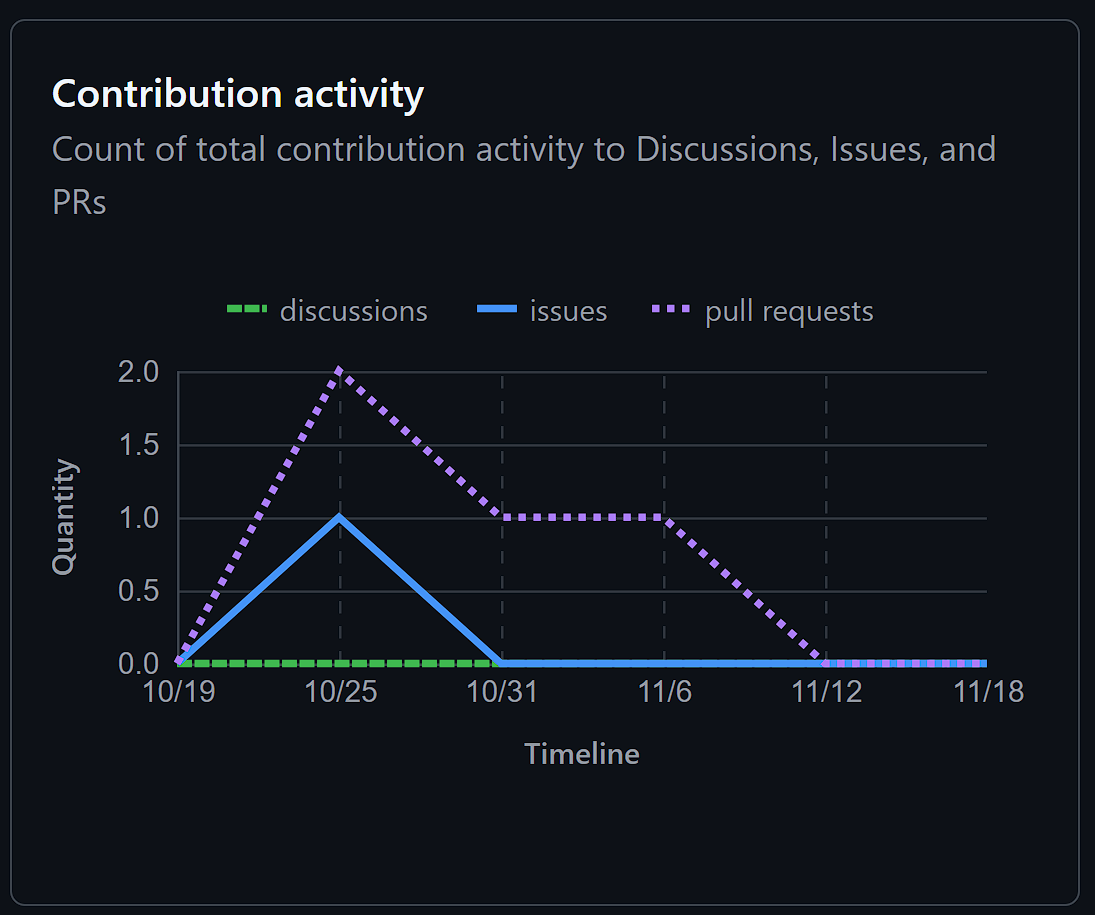 Contribution activity
Count of total contribution activity to Discussions, Issues, and
PRs
discussions issues pull requests
2.0
1.5
1.0
0.5
0.0
Quantity
10/19 10/25 10/31 11/6 11/12 11/18
Timeline